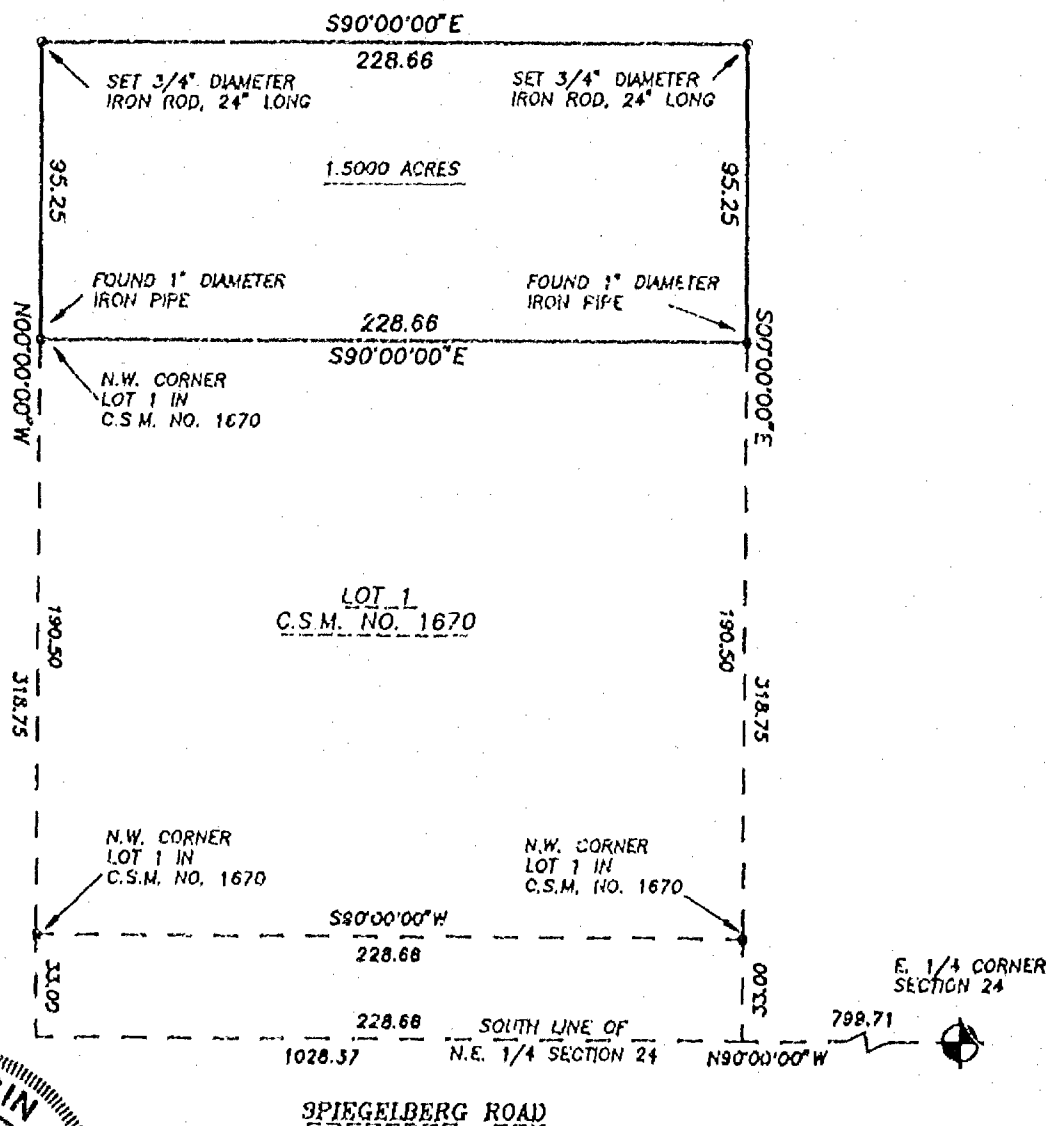 S90°00'00"E
228.66
SET 3/4" DIAMETER
IRON ROD, 24" LONG
SET 3/4" DIAMETER
IRON ROD, 24" LONG
1.5000 ACRES
95.25
95.25
FOUND 1" DIAMETER
IRON PIPE
FOUND 1" DIAMETER
IRON PIPE
228.66
S90°00'00"E
N00°00'00"W
S00°00'00"E
N.W. CORNER
LOT 1 IN
C.S.M. NO. 1670
LOT 1
C.S.M. NO. 1670
190.50
318.75
190.50
318.75
N.W. CORNER
LOT 1 IN
C.S.M. NO. 1670
N.W. CORNER
LOT 1 IN
C.S.M. NO. 1670
S90°00'00"W
228.66
33.00
33.00
E. 1/4 CORNER
SECTION 24
228.66
SOUTH LINE OF
N.E. 1/4 SECTION 24
1028.37
N90°00'00"W
799.71
SPIEGELBERG ROAD